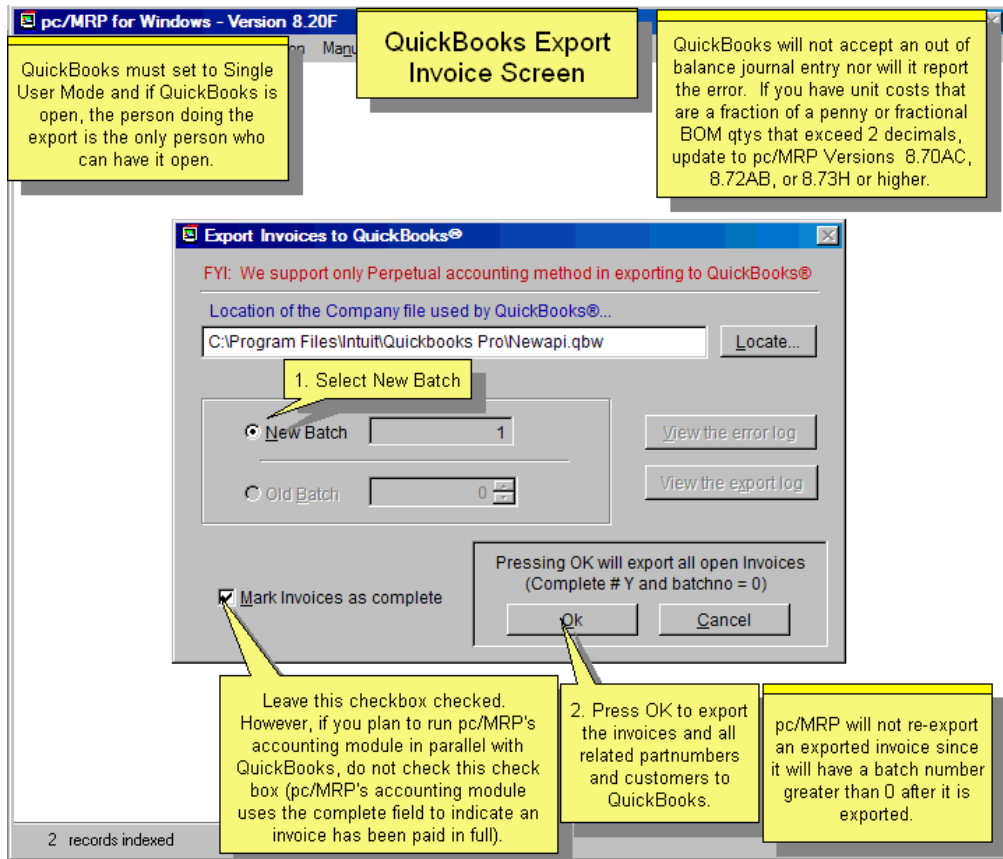 pc/MRP for Windows - Version 8.20F
QuickBooks must set to Single
User Mode and if QuickBooks is
open, the person doing the
export is the only person who
can have it open.
QuickBooks Export
Invoice Screen
QuickBooks will not accept an out of
balance journal entry nor will it report
the error. If you have unit costs that
are a fraction of a penny or fractional
BOM qtys that exceed 2 decimals,
update to pc/MRP Versions 8.70AC,
8.72AB, or 8.73H or higher.
Export Invoices to QuickBooks®
FYI: We support only Perpetual accounting method in exporting to QuickBooks®
Location of the Company file used by QuickBooks®...
C:\Program Files\Intuit\Quickbooks Pro\Newapi.qbw
Locate...
1. Select New Batch
New Batch 1
View the error log
Old Batch 0
View the export log
Pressing OK will export all open Invoices
(Complete # Y and batchno = 0)
Mark Invoices as complete
Ok
Cancel
Leave this checkbox checked.
However, if you plan to run pc/MRP's
accounting module in parallel with
QuickBooks, do not check this check
box (pc/MRP's accounting module
uses the complete field to indicate an
invoice has been paid in full).
2. Press OK to export
the invoices and all
related partnumbers
and customers to
QuickBooks.
pc/MRP will not re-export
an exported invoice since
it will have a batch number
greater than 0 after it is
exported.
2 records indexed